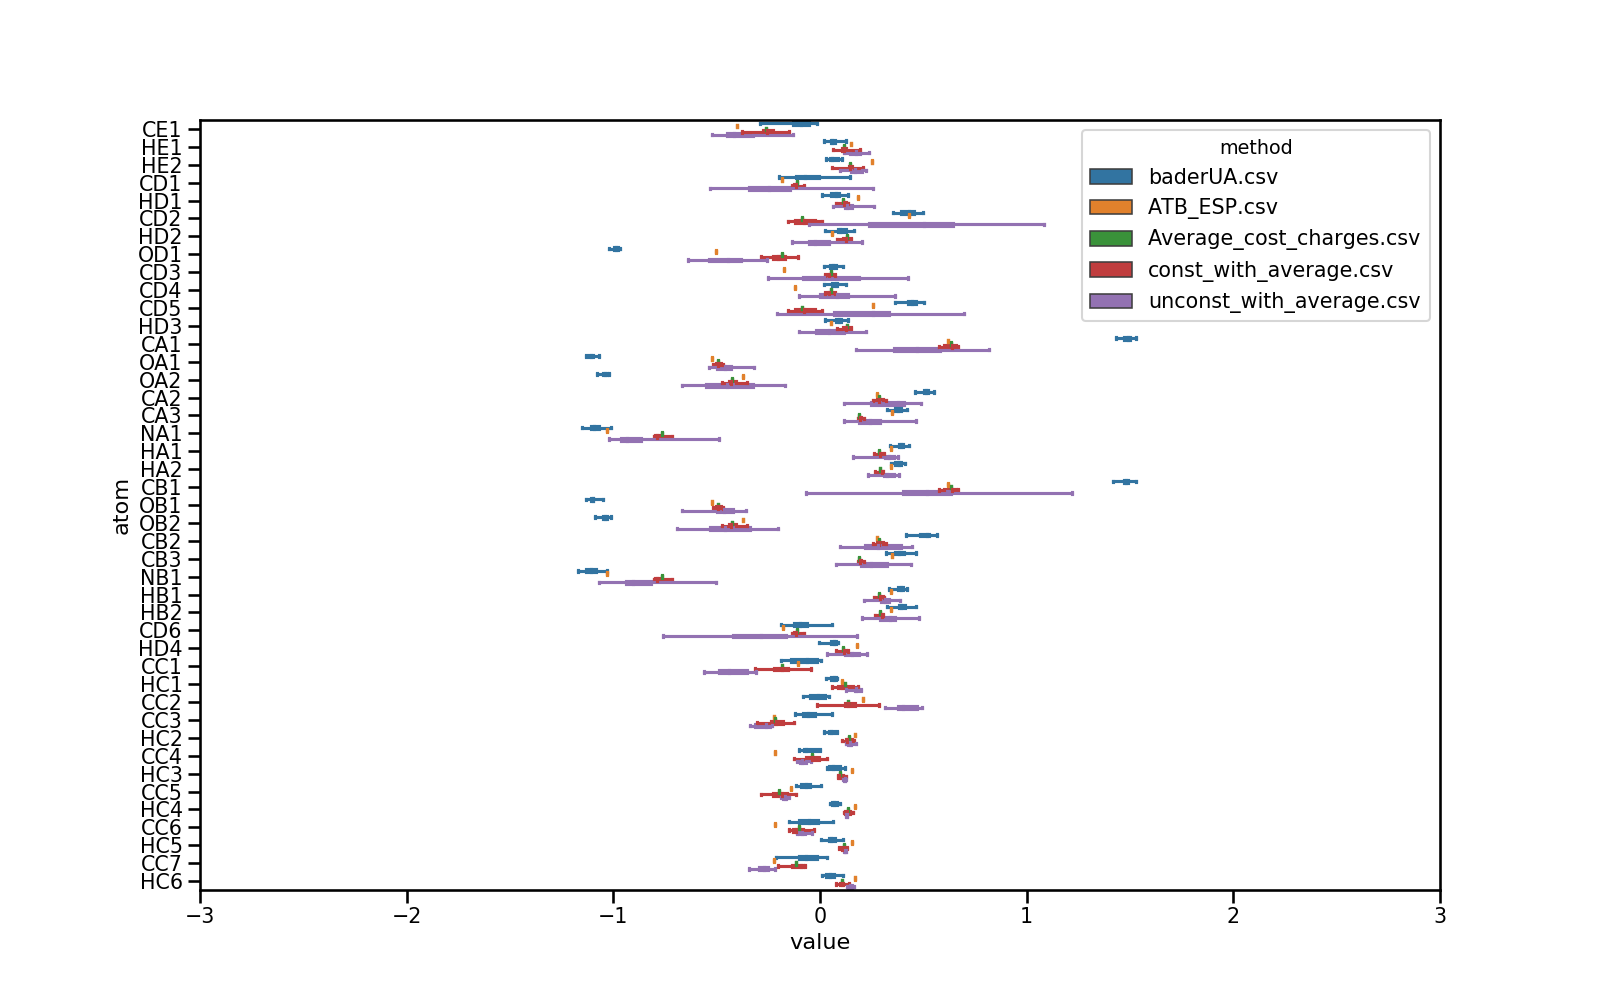 CE1
HE1
HE2
CD1
HD1
CD2
HD2
OD1
CD3
CD4
CD5
HD3
CA1
OA1
OA2
CA2
CA3
NA1
HA1
HA2
CB1
OB1
OB2
CB2
CB3
NB1
HB1
HB2
CD6
HD4
CC1
HC1
CC2
CC3
HC2
CC4
HC3
CC5
HC4
CC6
HC5
CC7
HC6
atom
method
baderUA.csv
ATB_ESP.csv
Average_cost_charges.csv
const_with_average.csv
unconst_with_average.csv
−3 −2 −1 0 1 2 3
value